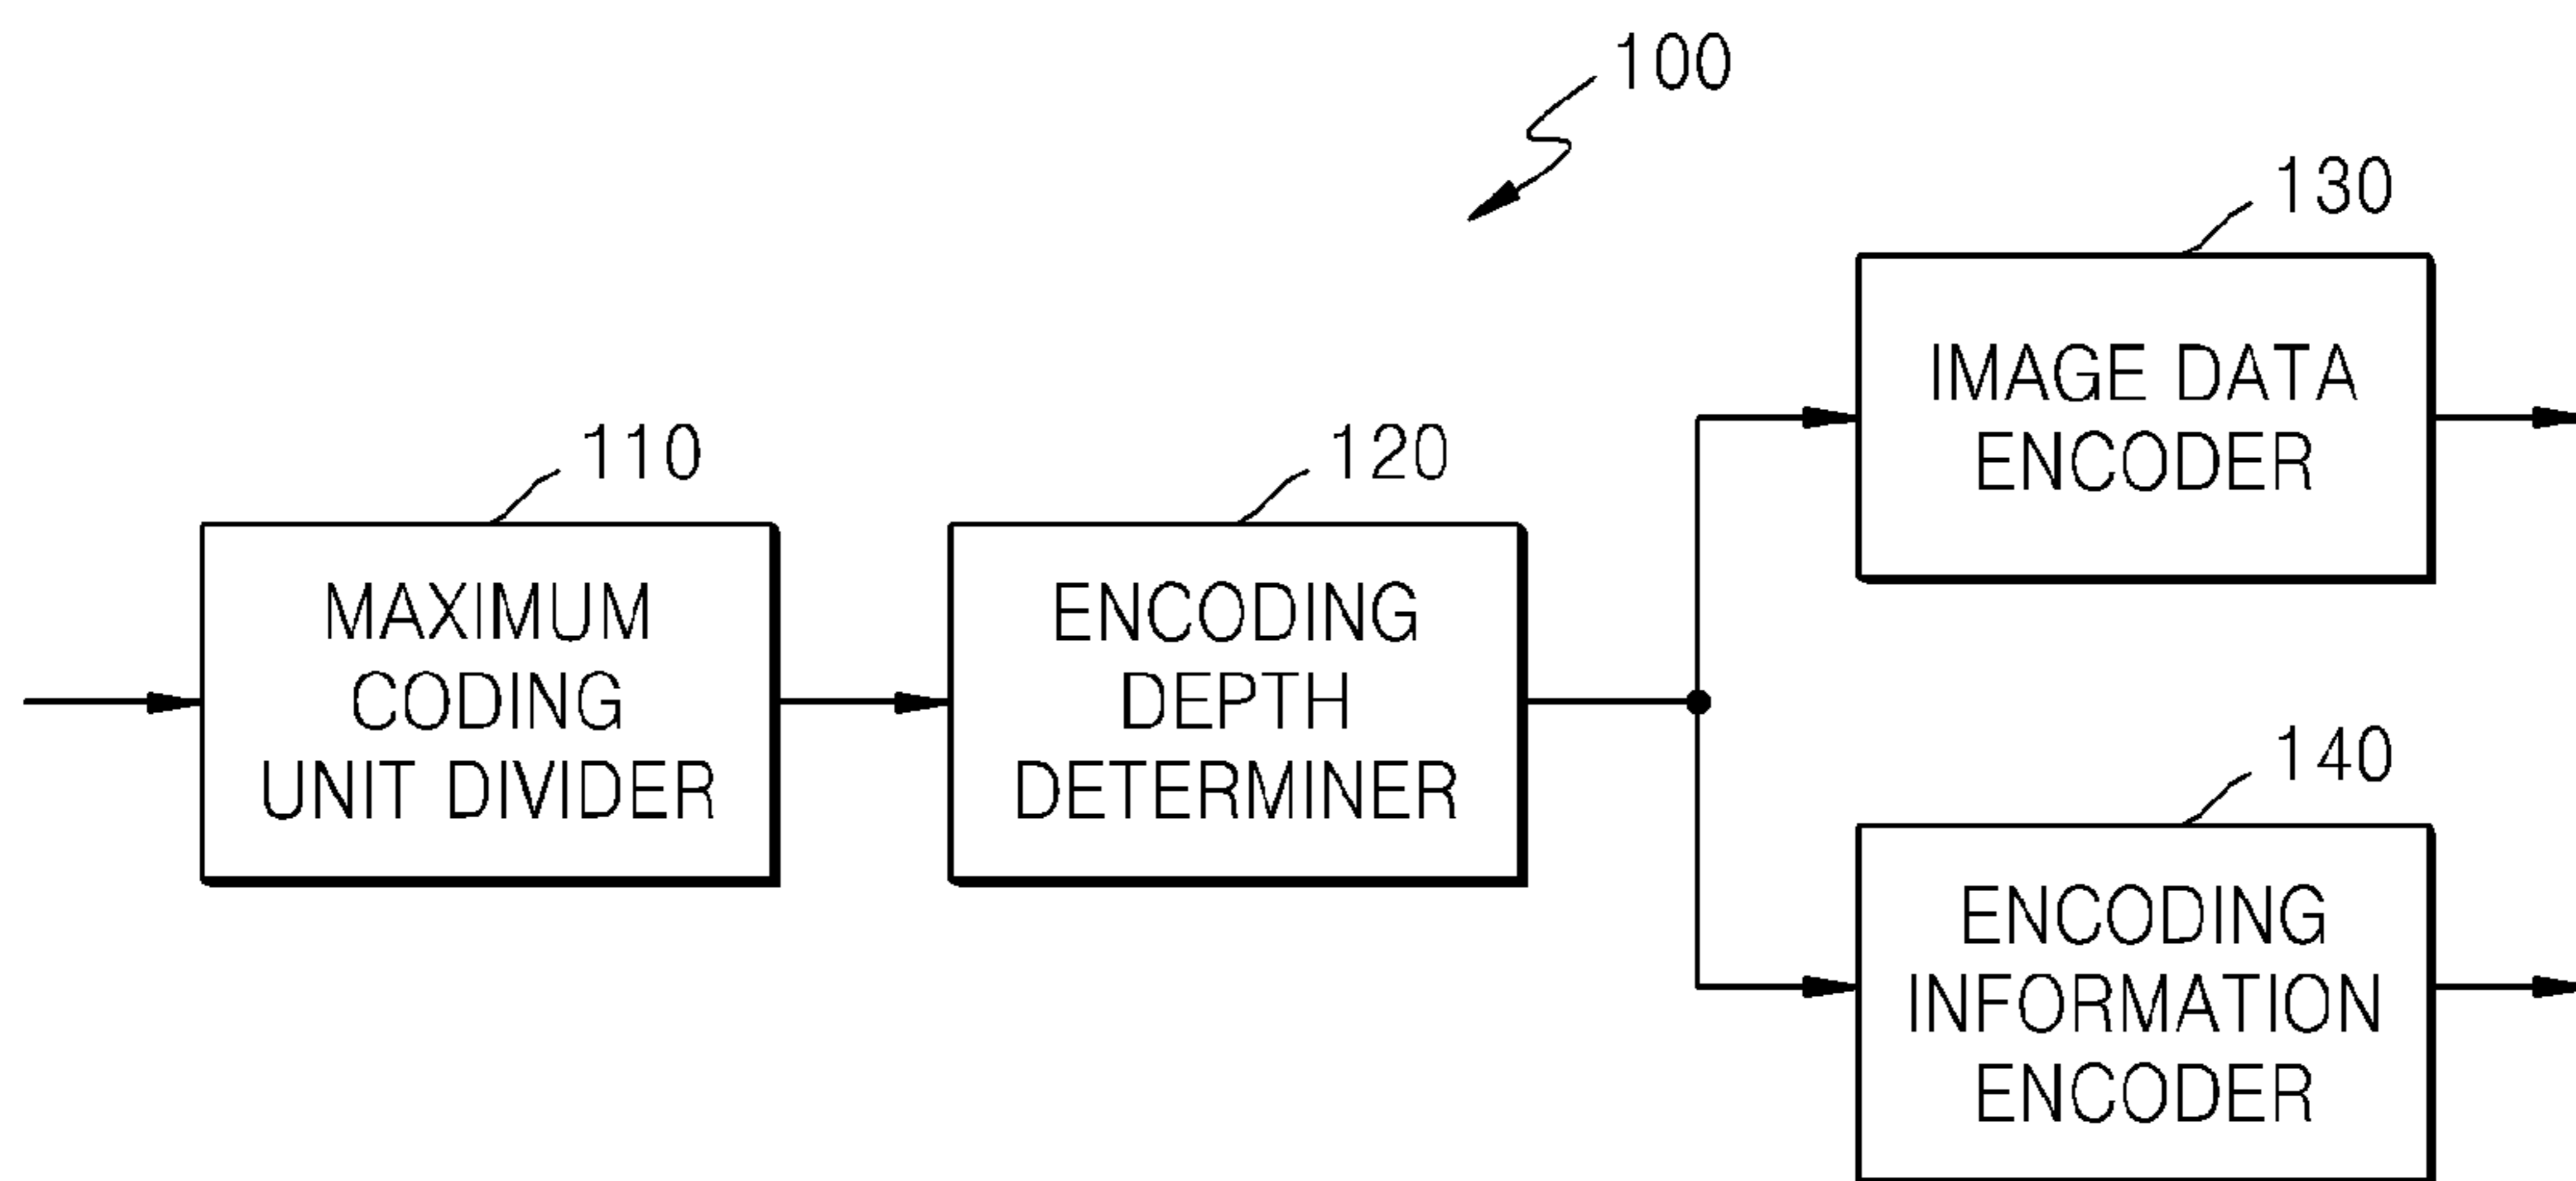 100
110
MAXIMUM
CODING
UNIT DIVIDER
120
ENCODING
DEPTH
DETERMINER
130
IMAGE DATA
ENCODER
140
ENCODING
INFORMATION
ENCODER